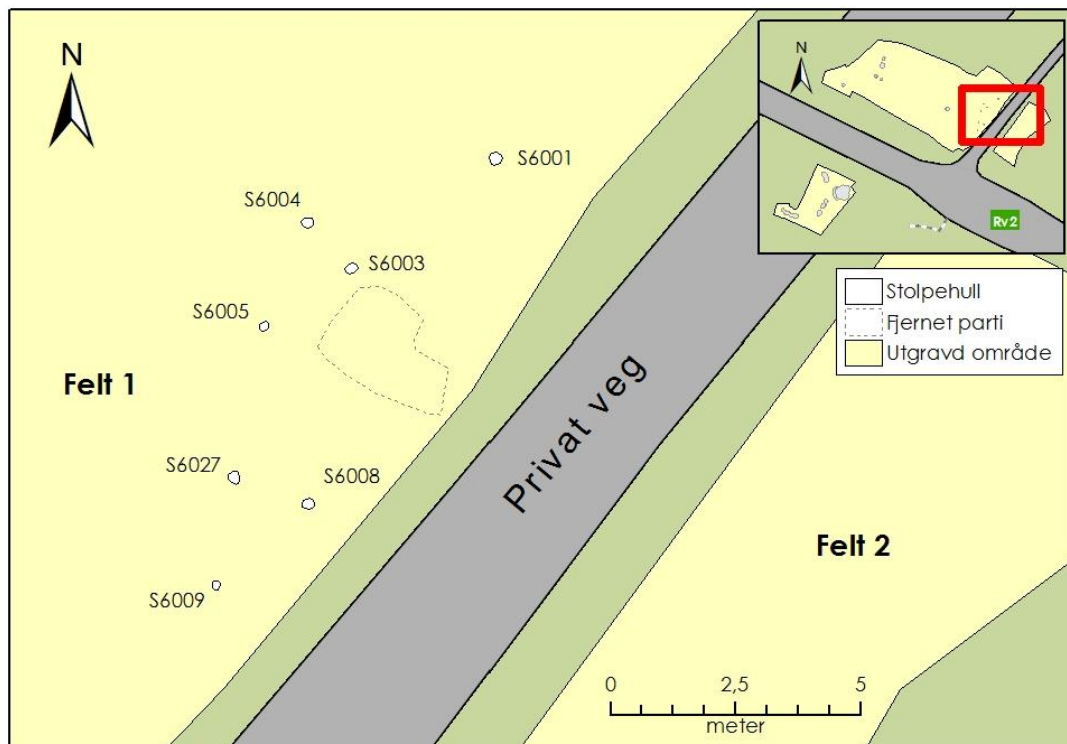 N
N
S6001
S6004
Rv2
S6003
Stolpehull
S6005
Fjernet parti
Utgravd område
Felt 1
Privat veg
S6027
S6008
Felt 2
S6009
0 2,5 5
meter